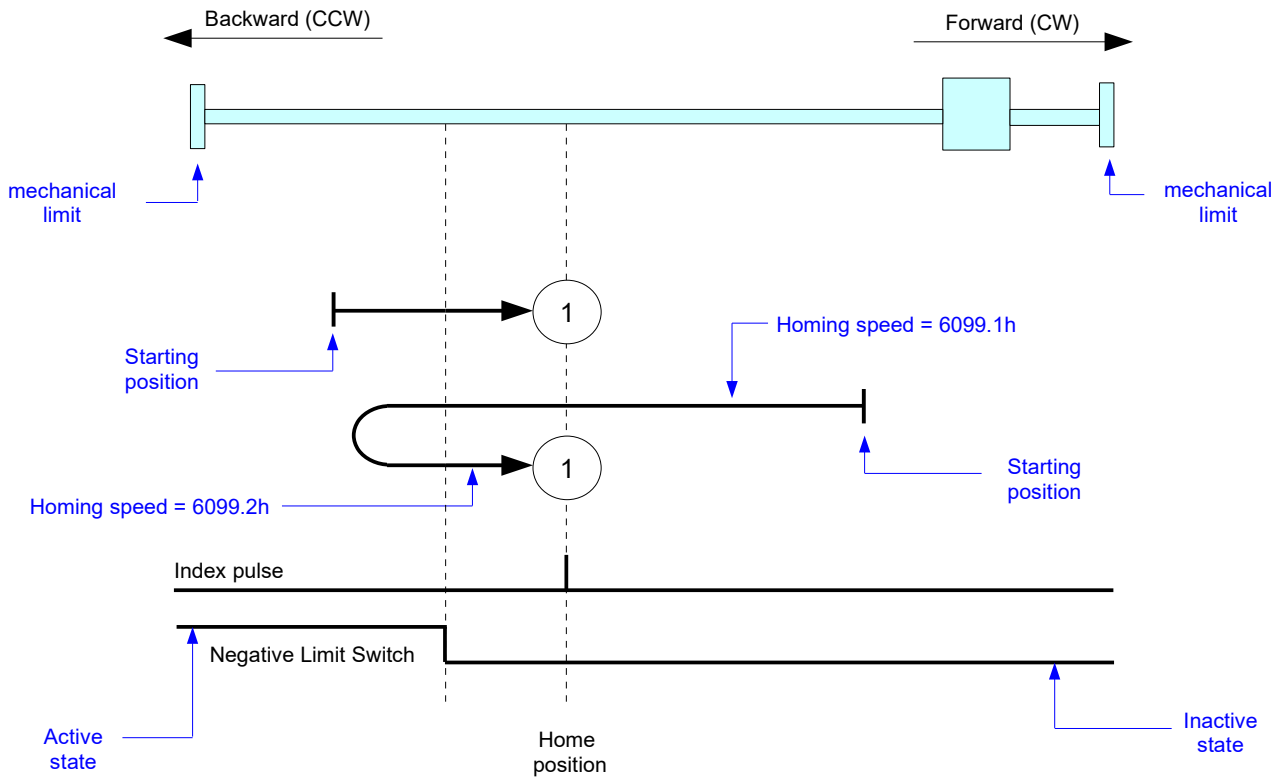 Backward (CCW)
Forward (CW)
mechanical
limit
mechanical
limit
1
Homing speed = 6099.1h
Starting
position
1
Starting
position
Homing speed = 6099.2h
Index pulse
Negative Limit Switch
Active
state
Home
position
Inactive
state